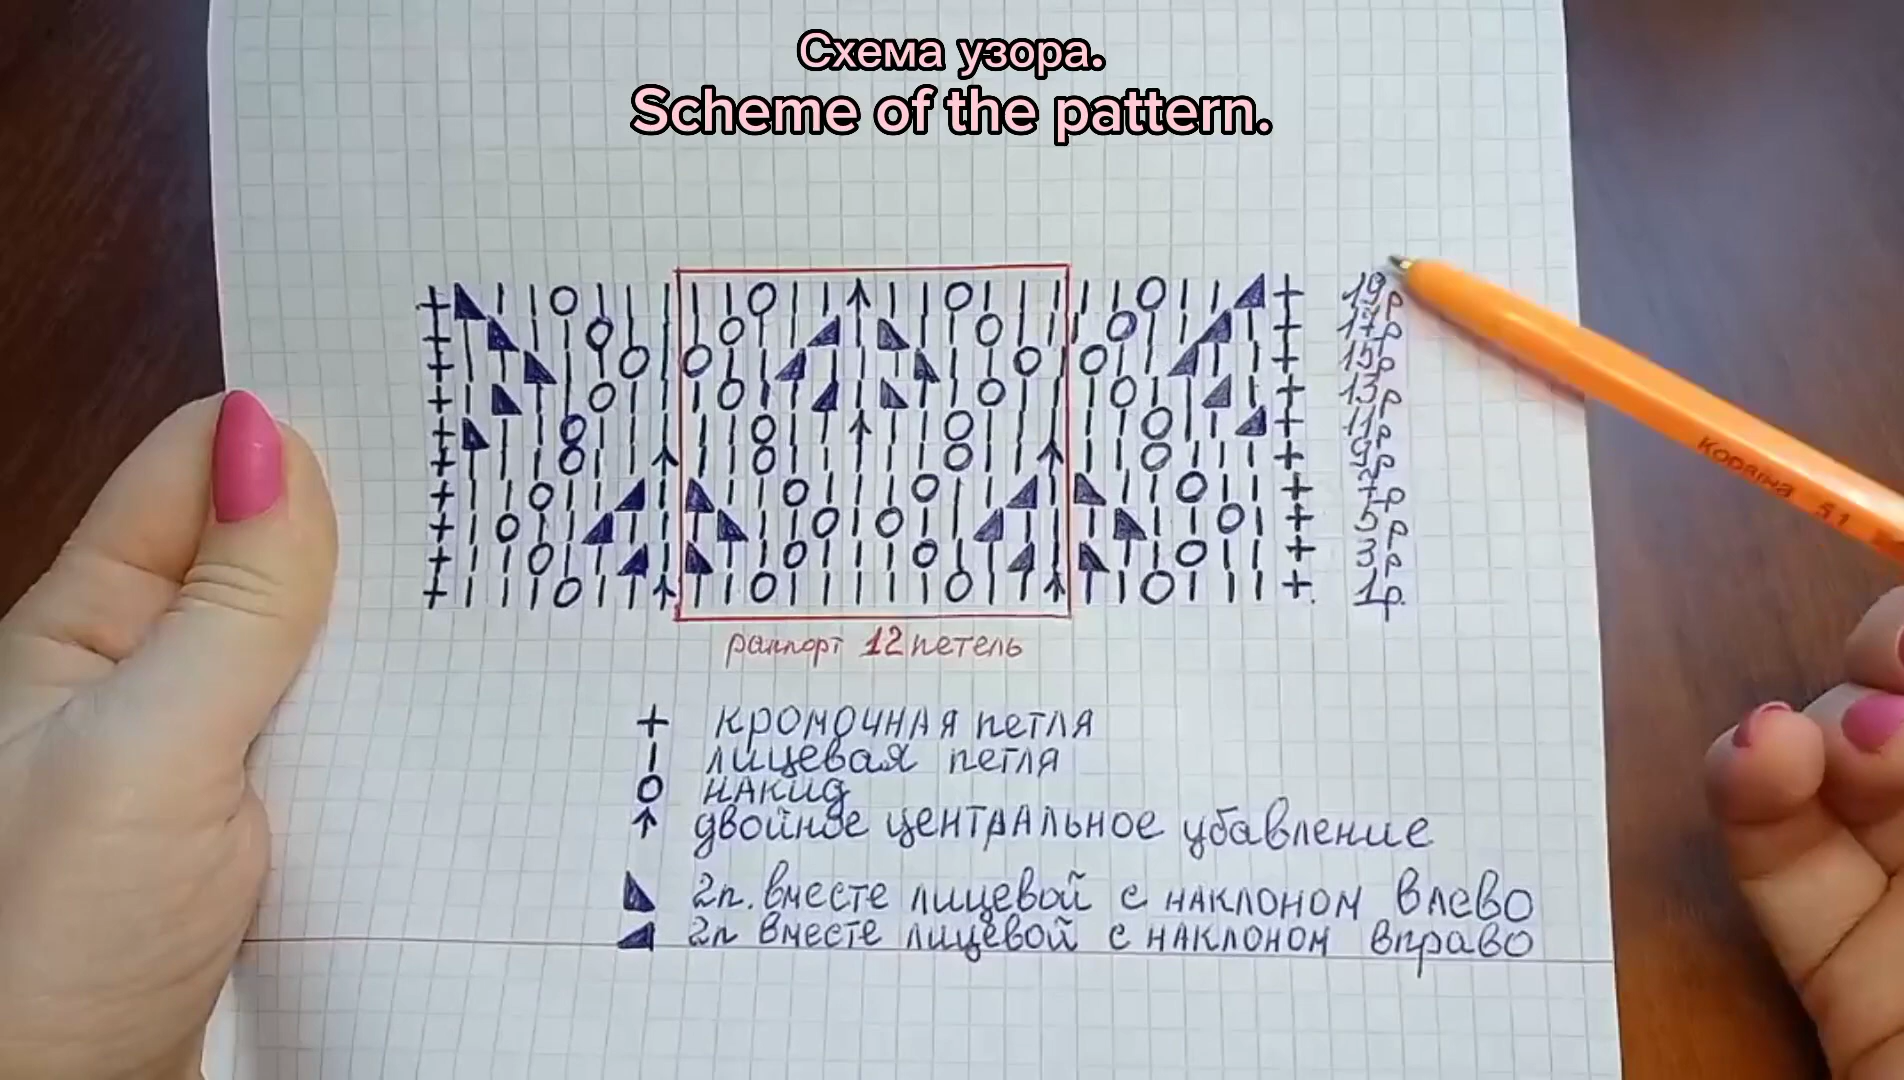 Схема узора.
Scheme of the pattern.
19р
17р
15р
13р
11р
9р
7р
5р
3р
1р.
раппорт 12 петель
+ кромочная петля
| лицевая петля
O накид
↑ двойное центральное убавление
◣ 2п. вместе лицевой с наклоном влево
◢ 2п вместе лицевой с наклоном вправо
Корвина 51